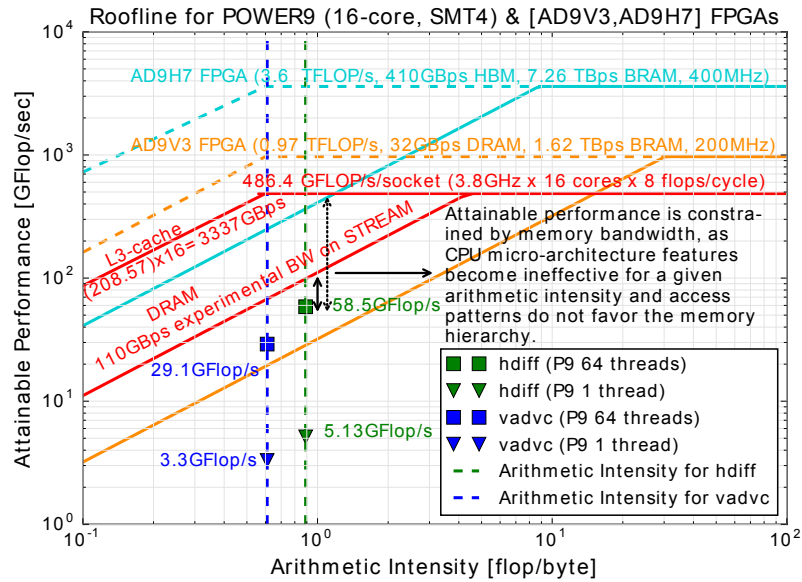 Roofline for POWER9 (16-core, SMT4) & [AD9V3,AD9H7] FPGAs
Attainable Performance [GFlop/sec]
10^4
10^3
10^2
10^1
10^0
AD9H7 FPGA (3.6 TFLOP/s, 410GBps HBM, 7.26 TBps BRAM, 400MHz)
AD9V3 FPGA (0.97 TFLOP/s, 32GBps DRAM, 1.62 TBps BRAM, 200MHz)
486.4 GFLOP/s/socket (3.8GHz x 16 cores x 8 flops/cycle)
L3-cache
(208.57)x16= 3337GBps
DRAM
110GBps experimental BW on STREAM
Attainable performance is constra-
ined by memory bandwidth, as
CPU micro-architecture features
become ineffective for a given
arithmetic intensity and access
patterns do not favor the memory
hierarchy.
58.5GFlop/s
29.1GFlop/s
5.13GFlop/s
3.3GFlop/s
hdiff (P9 64 threads)
hdiff (P9 1 thread)
vadvc (P9 64 threads)
vadvc (P9 1 thread)
Arithmetic Intensity for hdiff
Arithmetic Intensity for vadvc
10^-1
10^0
10^1
10^2
Arithmetic Intensity [flop/byte]